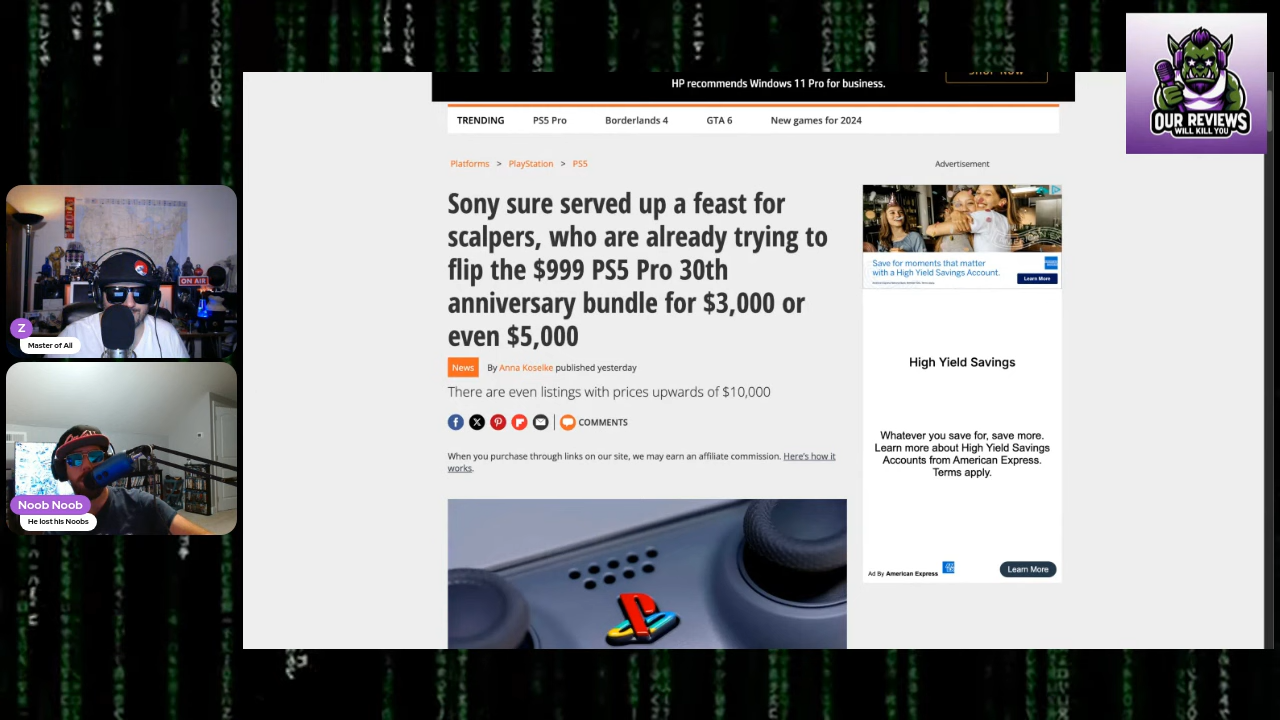 SHOP NOW
HP recommends Windows 11 Pro for business.
TRENDING PS5 Pro Borderlands 4 GTA 6 New games for 2024
Platforms > PlayStation > PS5
Advertisement
Sony sure served up a feast for
scalpers, who are already trying to
flip the $999 PS5 Pro 30th
anniversary bundle for $3,000 or
even $5,000
News By Anna Koselke published yesterday
There are even listings with prices upwards of $10,000
COMMENTS
When you purchase through links on our site, we may earn an affiliate commission. Here's how it
works.
Save for moments that matter
with a High Yield Savings Account.
Learn More
High Yield Savings
Whatever you save for, save more.
Learn more about High Yield Savings
Accounts from American Express.
Terms apply.
Ad By American Express
Learn More
OUR REVIEWS
WILL KILL YOU
ON AIR
Z
Master of All
Noob Noob
He lost his Noobs